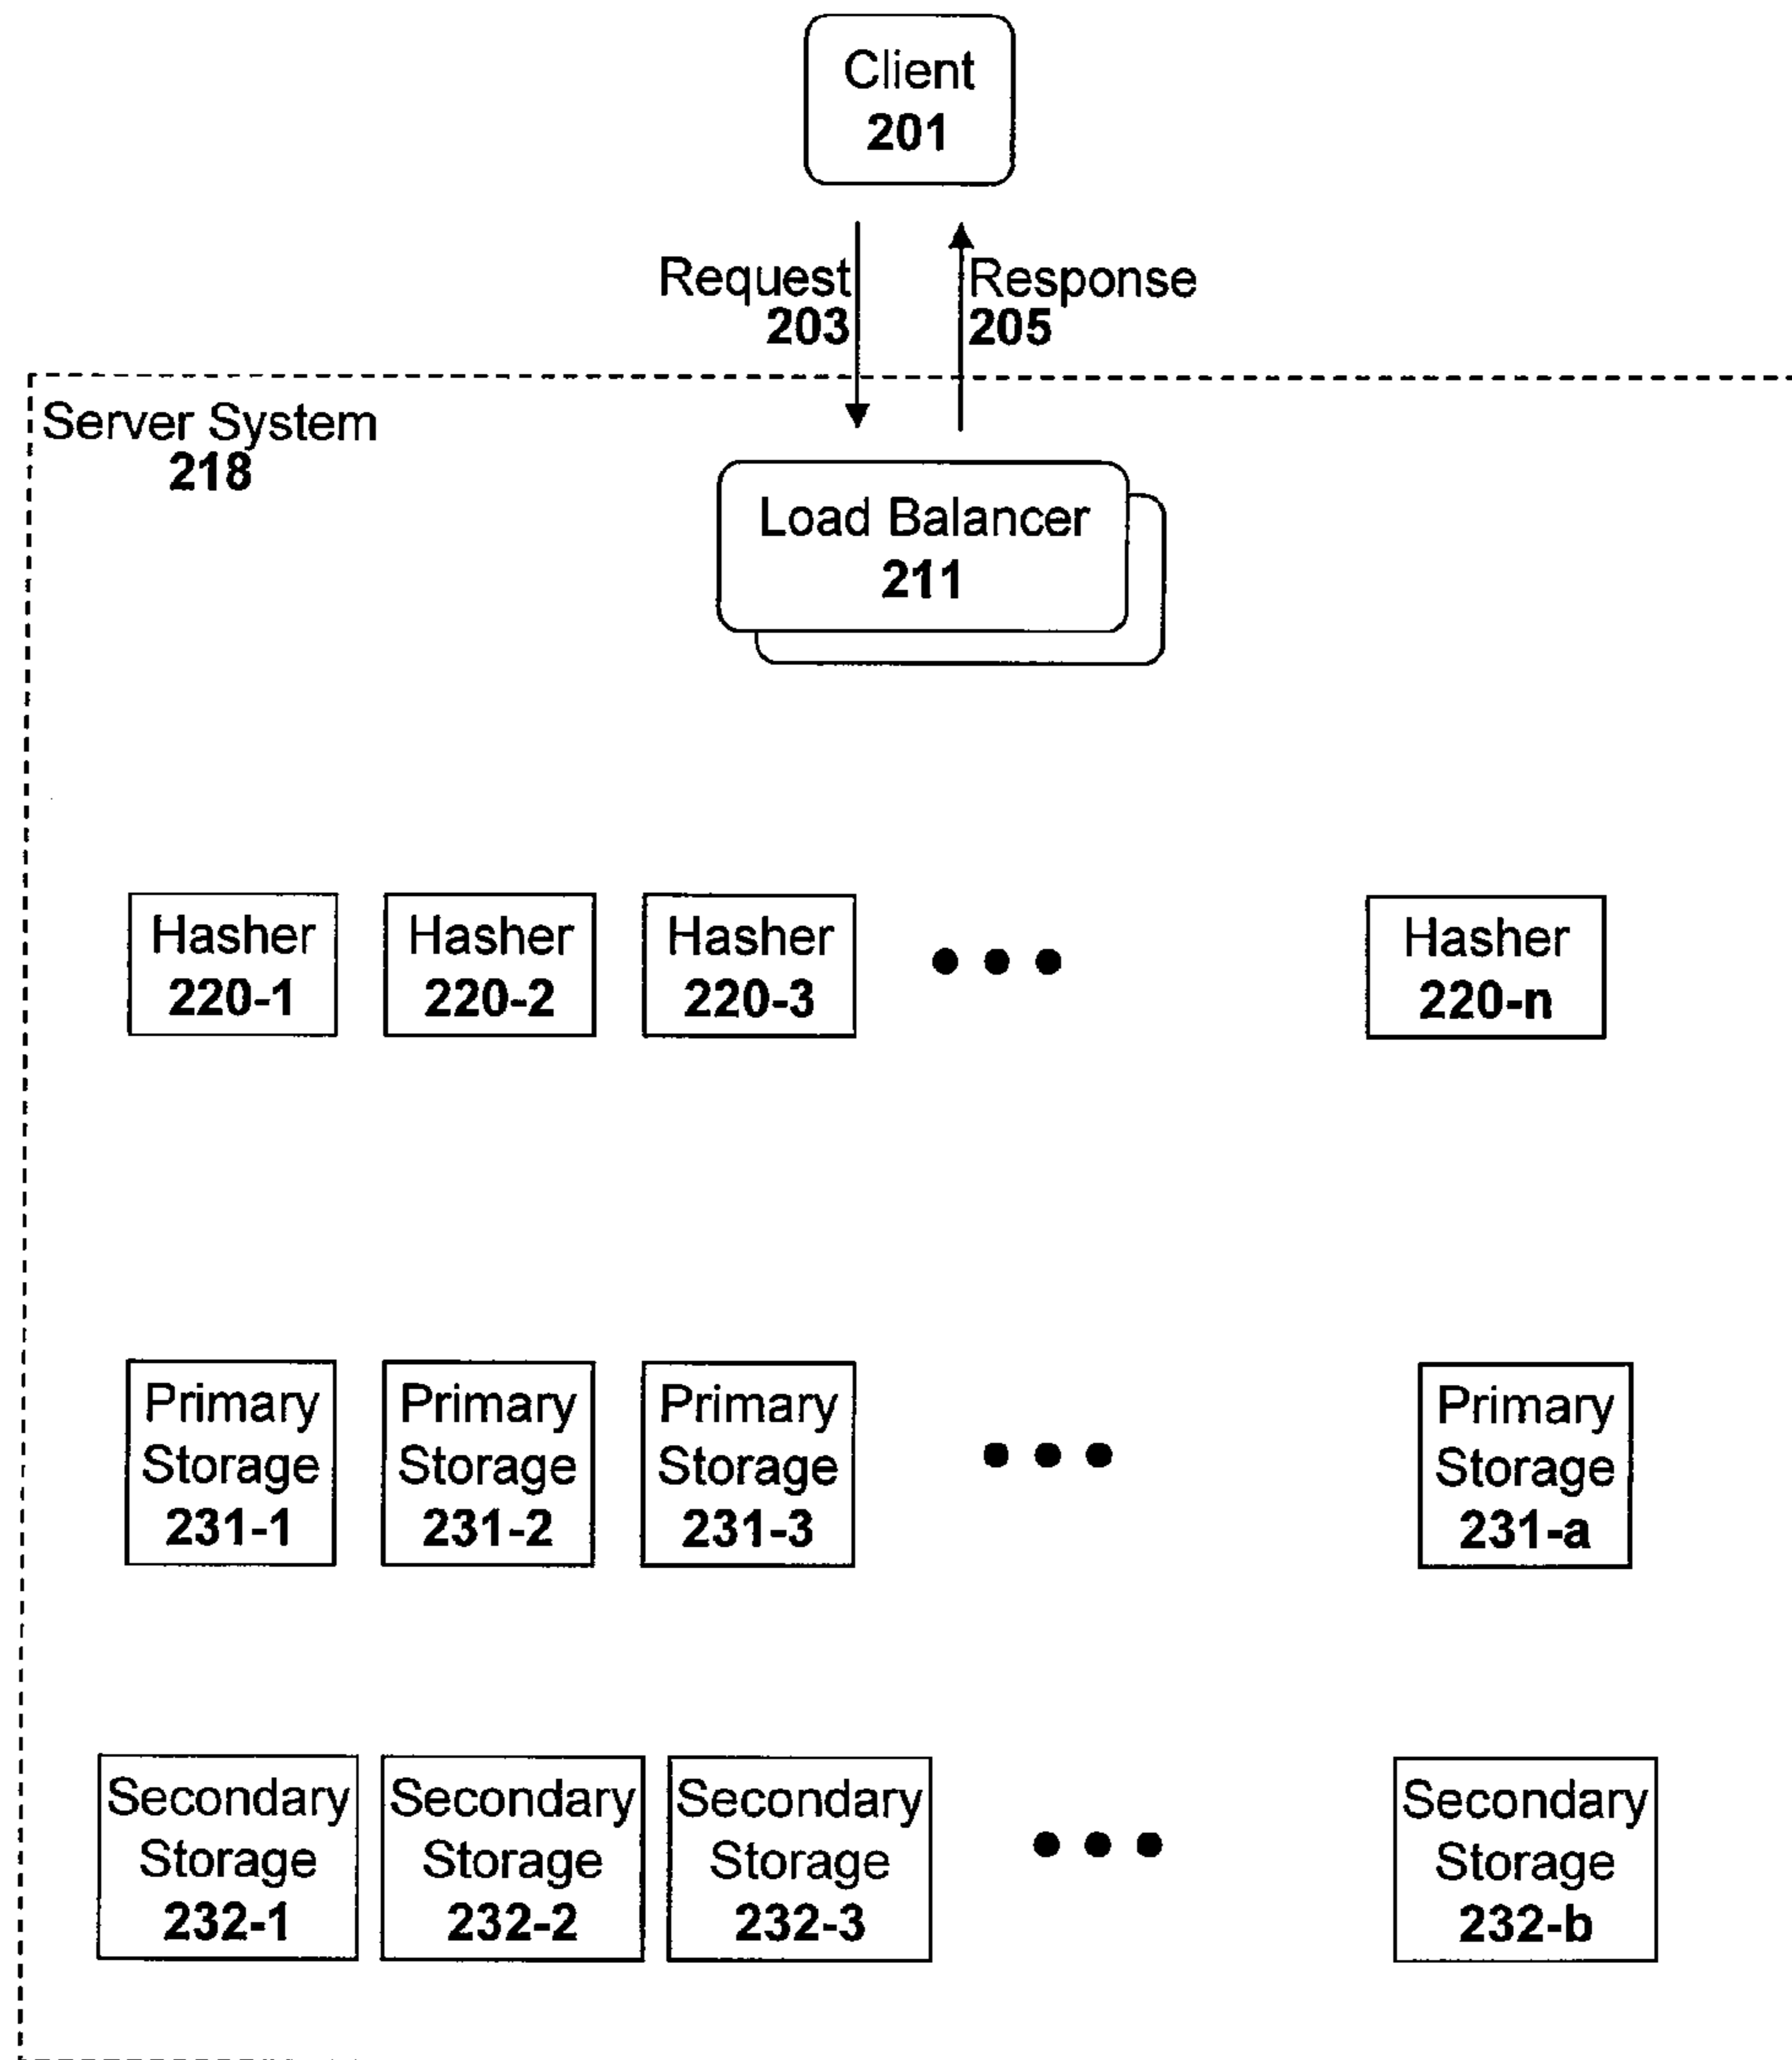 Client
201
Request
203
Response
205
Server System
218
Load Balancer
211
Hasher
220-1
Hasher
220-2
Hasher
220-3
Hasher
220-n
Primary
Storage
231-1
Primary
Storage
231-2
Primary
Storage
231-3
Primary
Storage
231-a
Secondary
Storage
232-1
Secondary
Storage
232-2
Secondary
Storage
232-3
Secondary
Storage
232-b